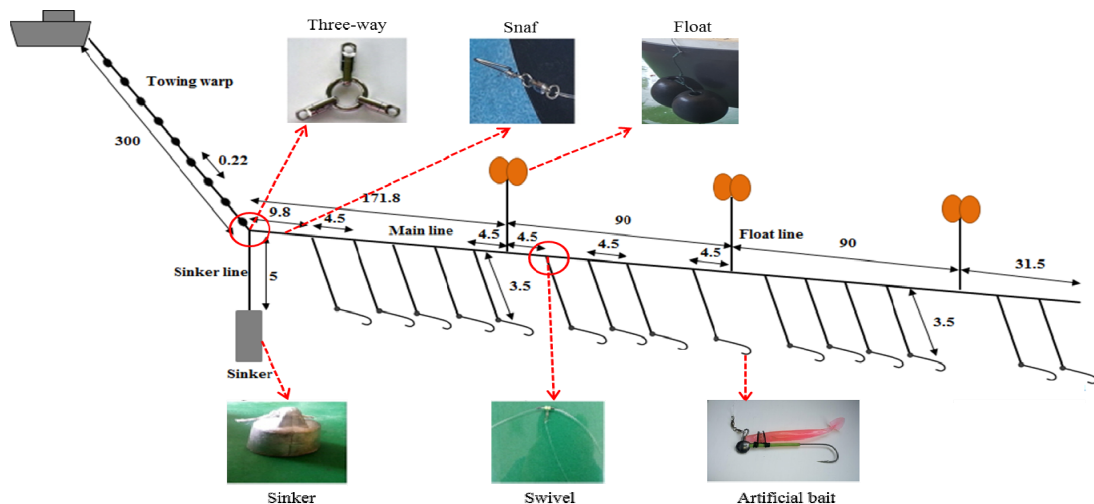 Three-way
Snaf
Float
Towing warp
300
0.22
171.8
9.8
4.5
Main line
4.5
4.5
90
4.5
Float line
4.5
90
31.5
Sinker line
5
3.5
3.5
Sinker
Sinker
Swivel
Artificial bait